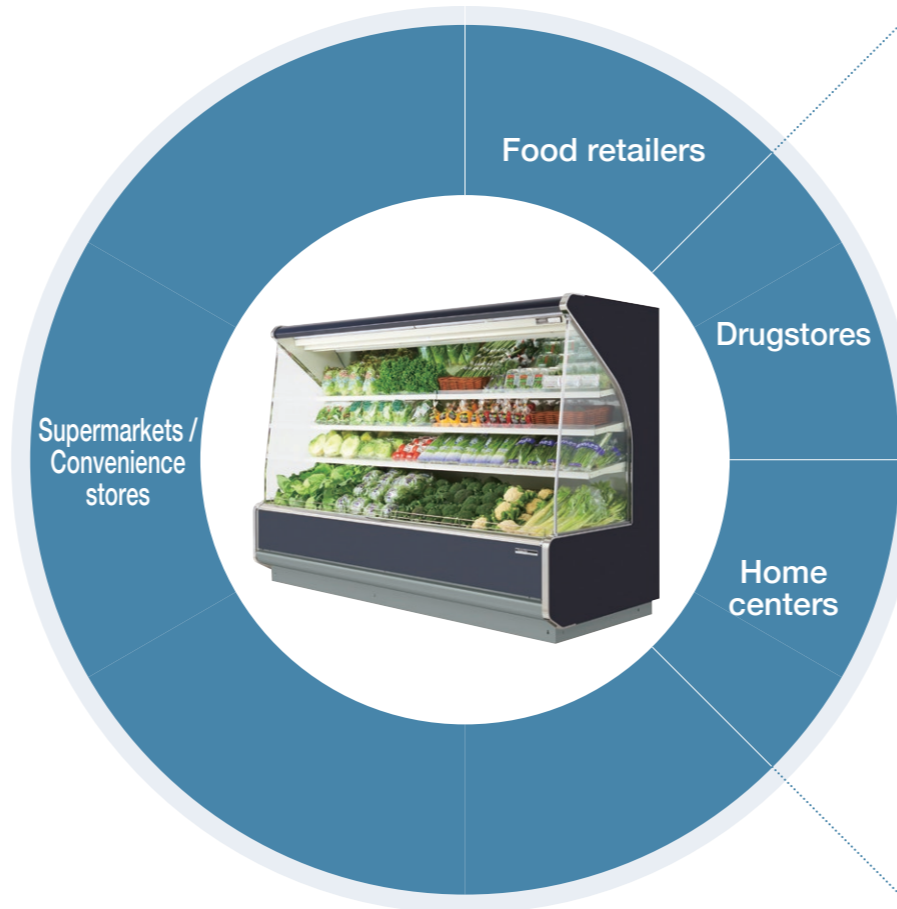 Food retailers
Drugstores
Supermarkets /
Convenience
stores
Home
centers